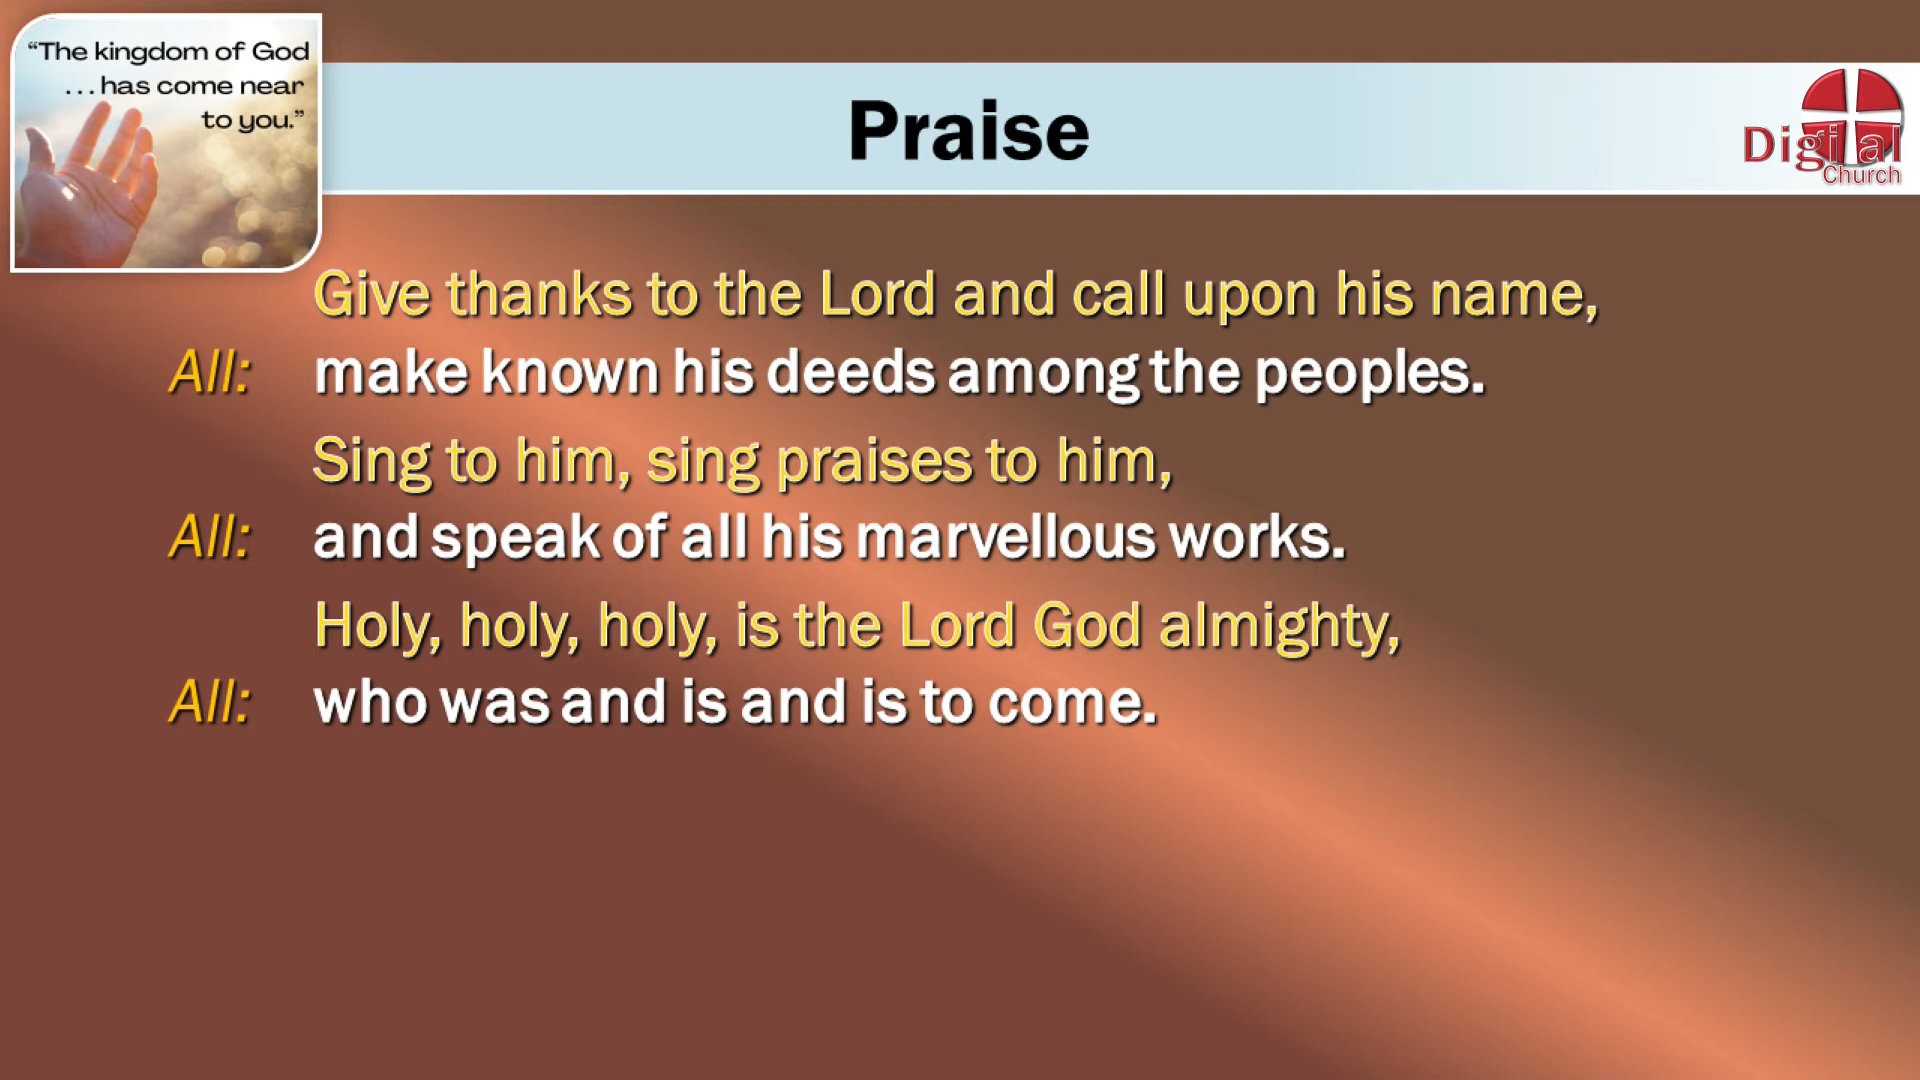 “The kingdom of God
...has come near
to you.”
Praise
Digital
Church
Give thanks to the Lord and call upon his name,
All: make known his deeds among the peoples.
Sing to him, sing praises to him,
All: and speak of all his marvellous works.
Holy, holy, holy, is the Lord God almighty,
All: who was and is and is to come.